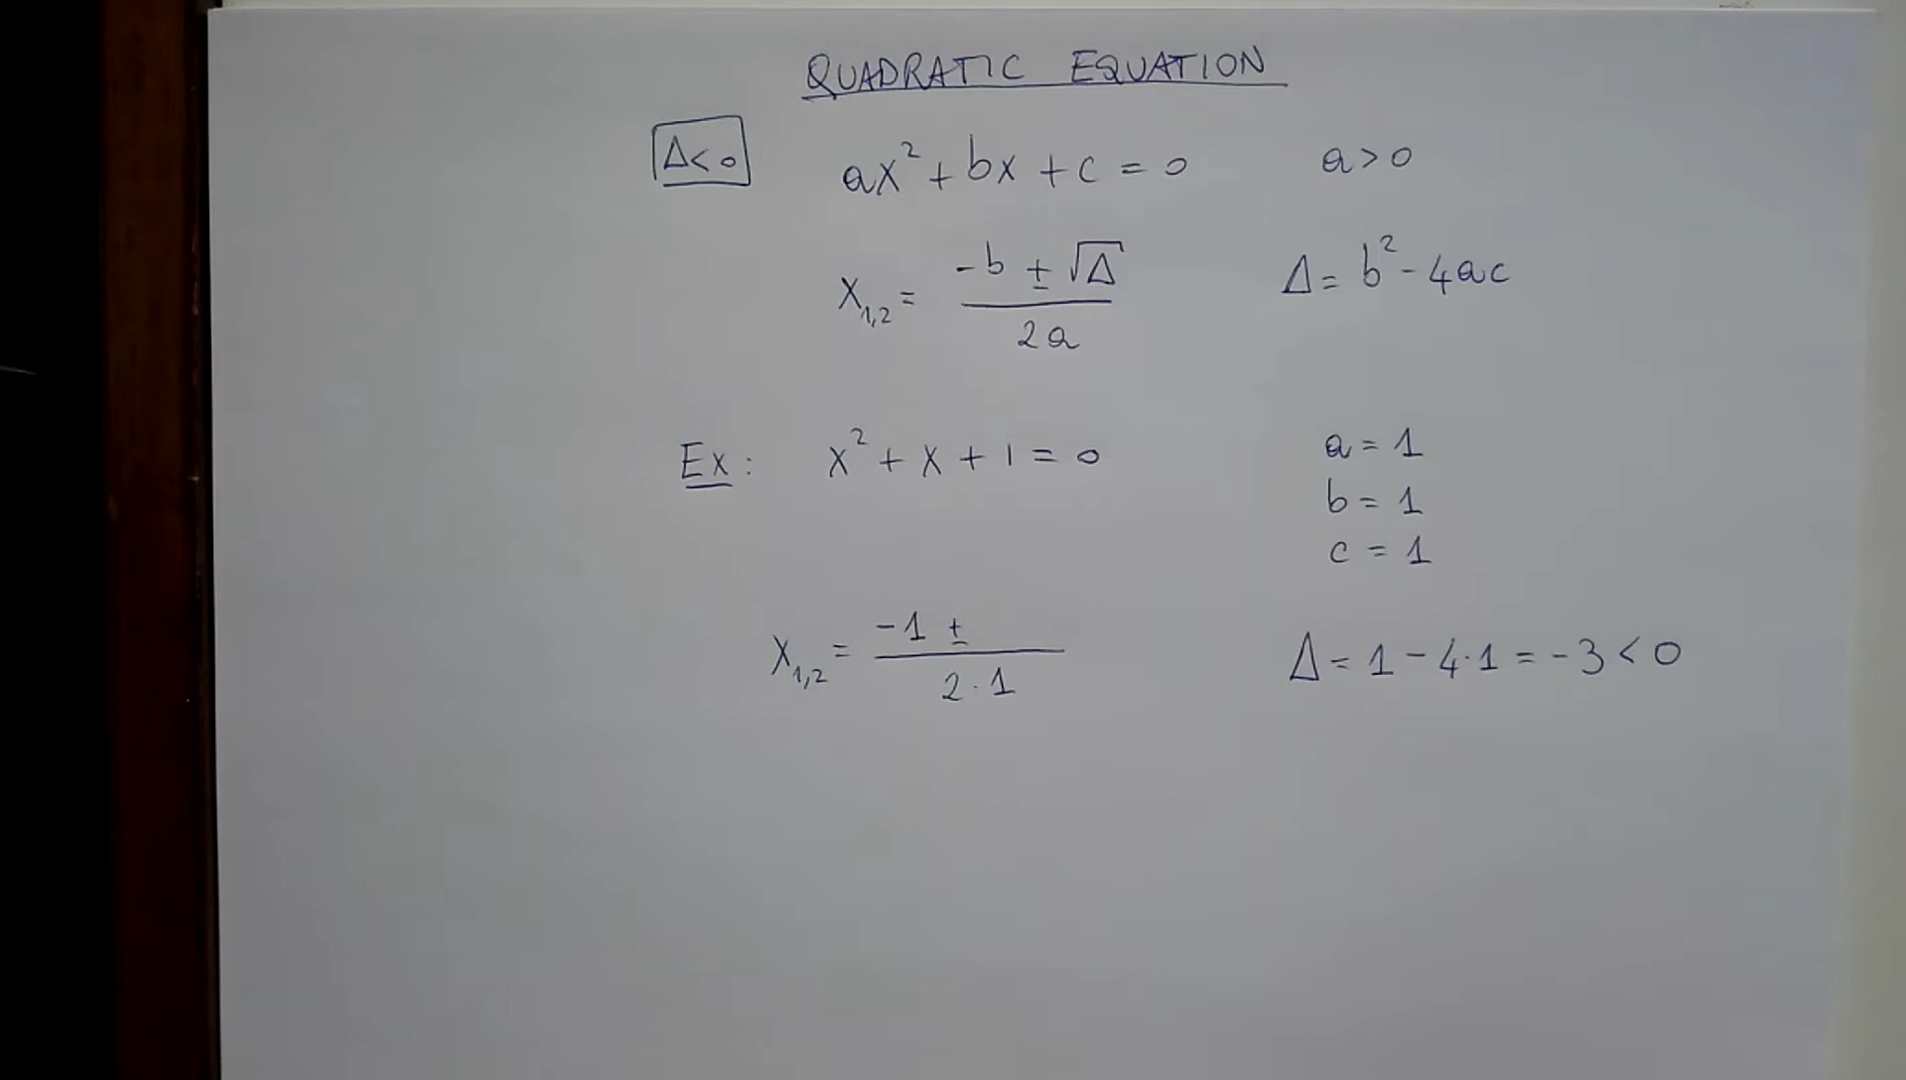 QUADRATIC EQUATION
Δ<0 ax²+bx+c=0 a>0
x₁,₂ = (-b ± √Δ)/2a Δ = b²-4ac
Ex: x²+x+1=0 a=1
b=1
c=1
x₁,₂ = (-1 ±)/2·1 Δ=1-4·1=-3<0